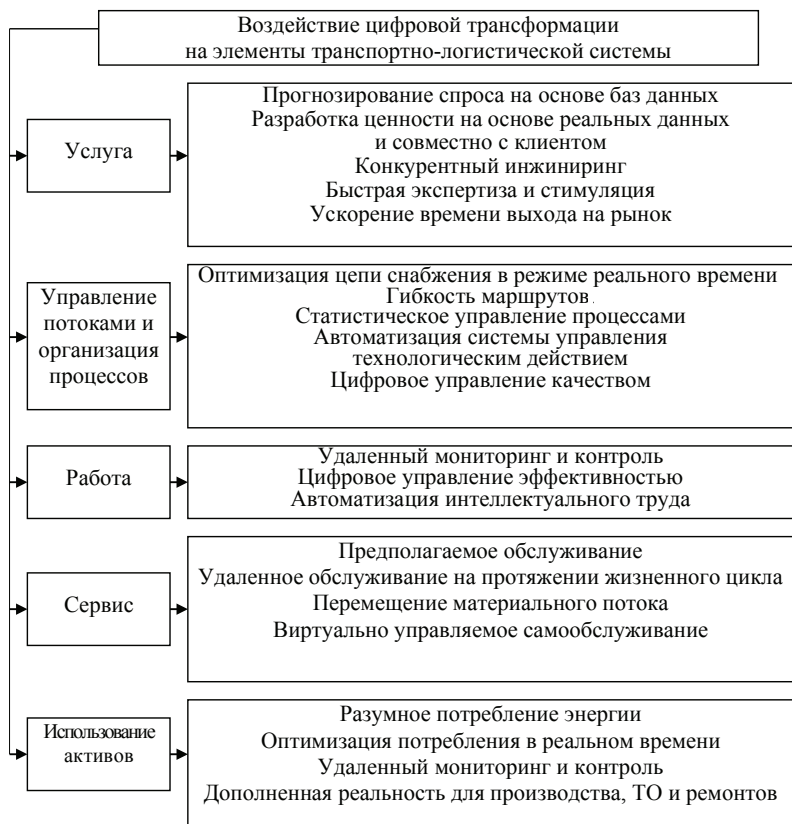 Воздействие цифровой трансформации
на элементы транспортно-логистической системы
Услуга
Прогнозирование спроса на основе баз данных
Разработка ценности на основе реальных данных
и совместно с клиентом
Конкурентный инжиниринг
Быстрая экспертиза и стимуляция
Ускорение времени выхода на рынок
Управление
потоками и
организация
процессов
Оптимизация цепи снабжения в режиме реального времени
Гибкость маршрутов
Статистическое управление процессами
Автоматизация системы управления
технологическим действием
Цифровое управление качеством
Работа
Удаленный мониторинг и контроль
Цифровое управление эффективностью
Автоматизация интеллектуального труда
Сервис
Предполагаемое обслуживание
Удаленное обслуживание на протяжении жизненного цикла
Перемещение материального потока
Виртуально управляемое самообслуживание
Использование
активов
Разумное потребление энергии
Оптимизация потребления в реальном времени
Удаленный мониторинг и контроль
Дополненная реальность для производства, ТО и ремонтов